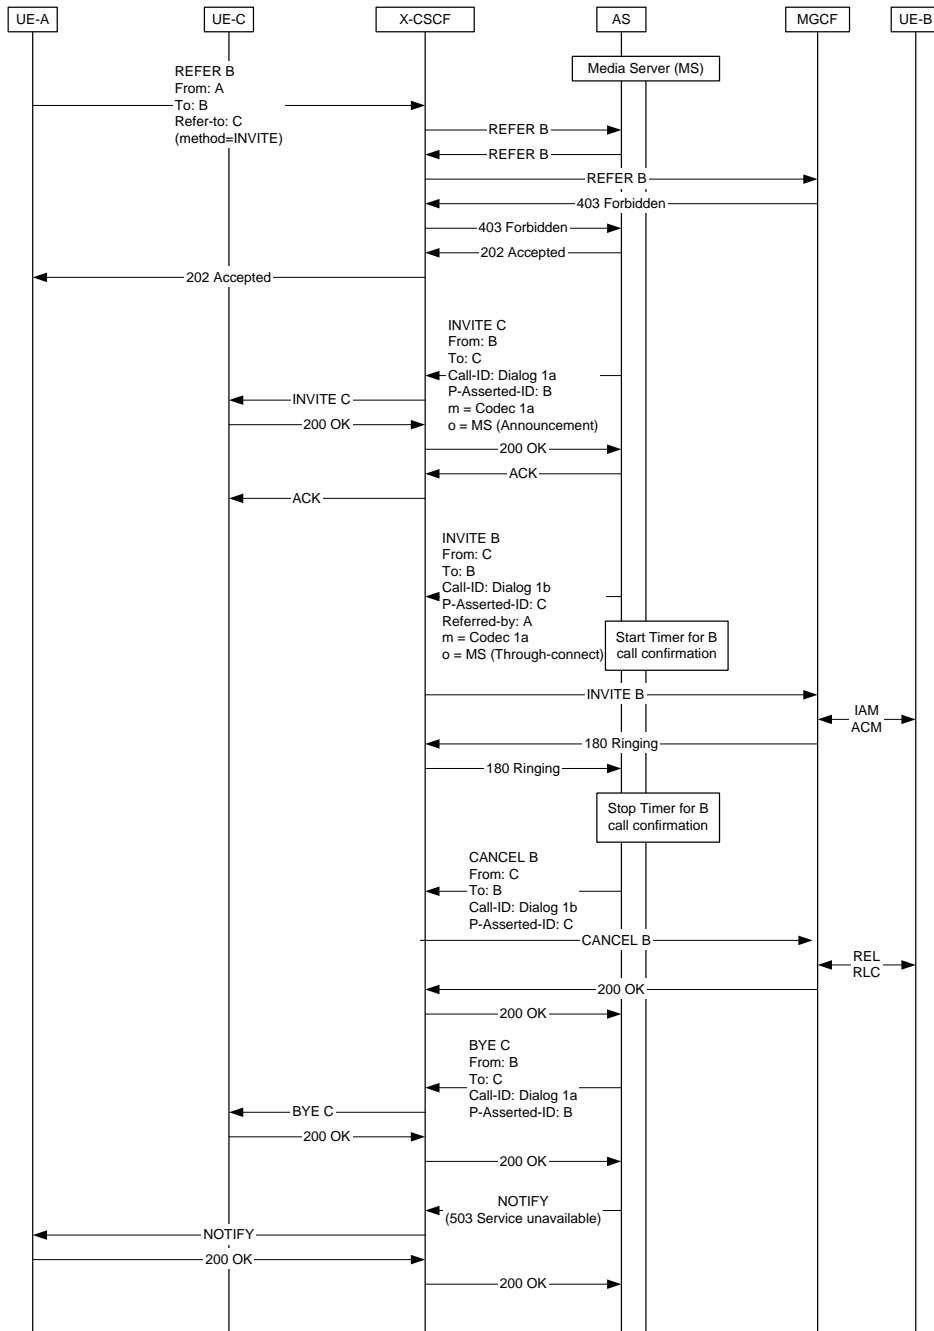 UE-A
UE-C
X-CSCF
AS
MGCF
UE-B
Media Server (MS)
REFER B
From: A
To: B
Refer-to: C
(method=INVITE)
REFER B
REFER B
REFER B
403 Forbidden
403 Forbidden
202 Accepted
202 Accepted
INVITE C
From: B
To: C
Call-ID: Dialog 1a
P-Asserted-ID: B
m = Codec 1a
o = MS (Announcement)
INVITE C
200 OK
200 OK
ACK
ACK
INVITE B
From: C
To: B
Call-ID: Dialog 1b
P-Asserted-ID: C
Referred-by: A
m = Codec 1a
o = MS (Through-connect)
Start Timer for B
call confirmation
INVITE B
IAM
ACM
180 Ringing
180 Ringing
Stop Timer for B
call confirmation
CANCEL B
From: C
To: B
Call-ID: Dialog 1b
P-Asserted-ID: C
CANCEL B
REL
RLC
200 OK
200 OK
BYE C
From: B
To: C
Call-ID: Dialog 1a
P-Asserted-ID: B
BYE C
200 OK
200 OK
NOTIFY
(503 Service unavailable)
NOTIFY
200 OK
200 OK